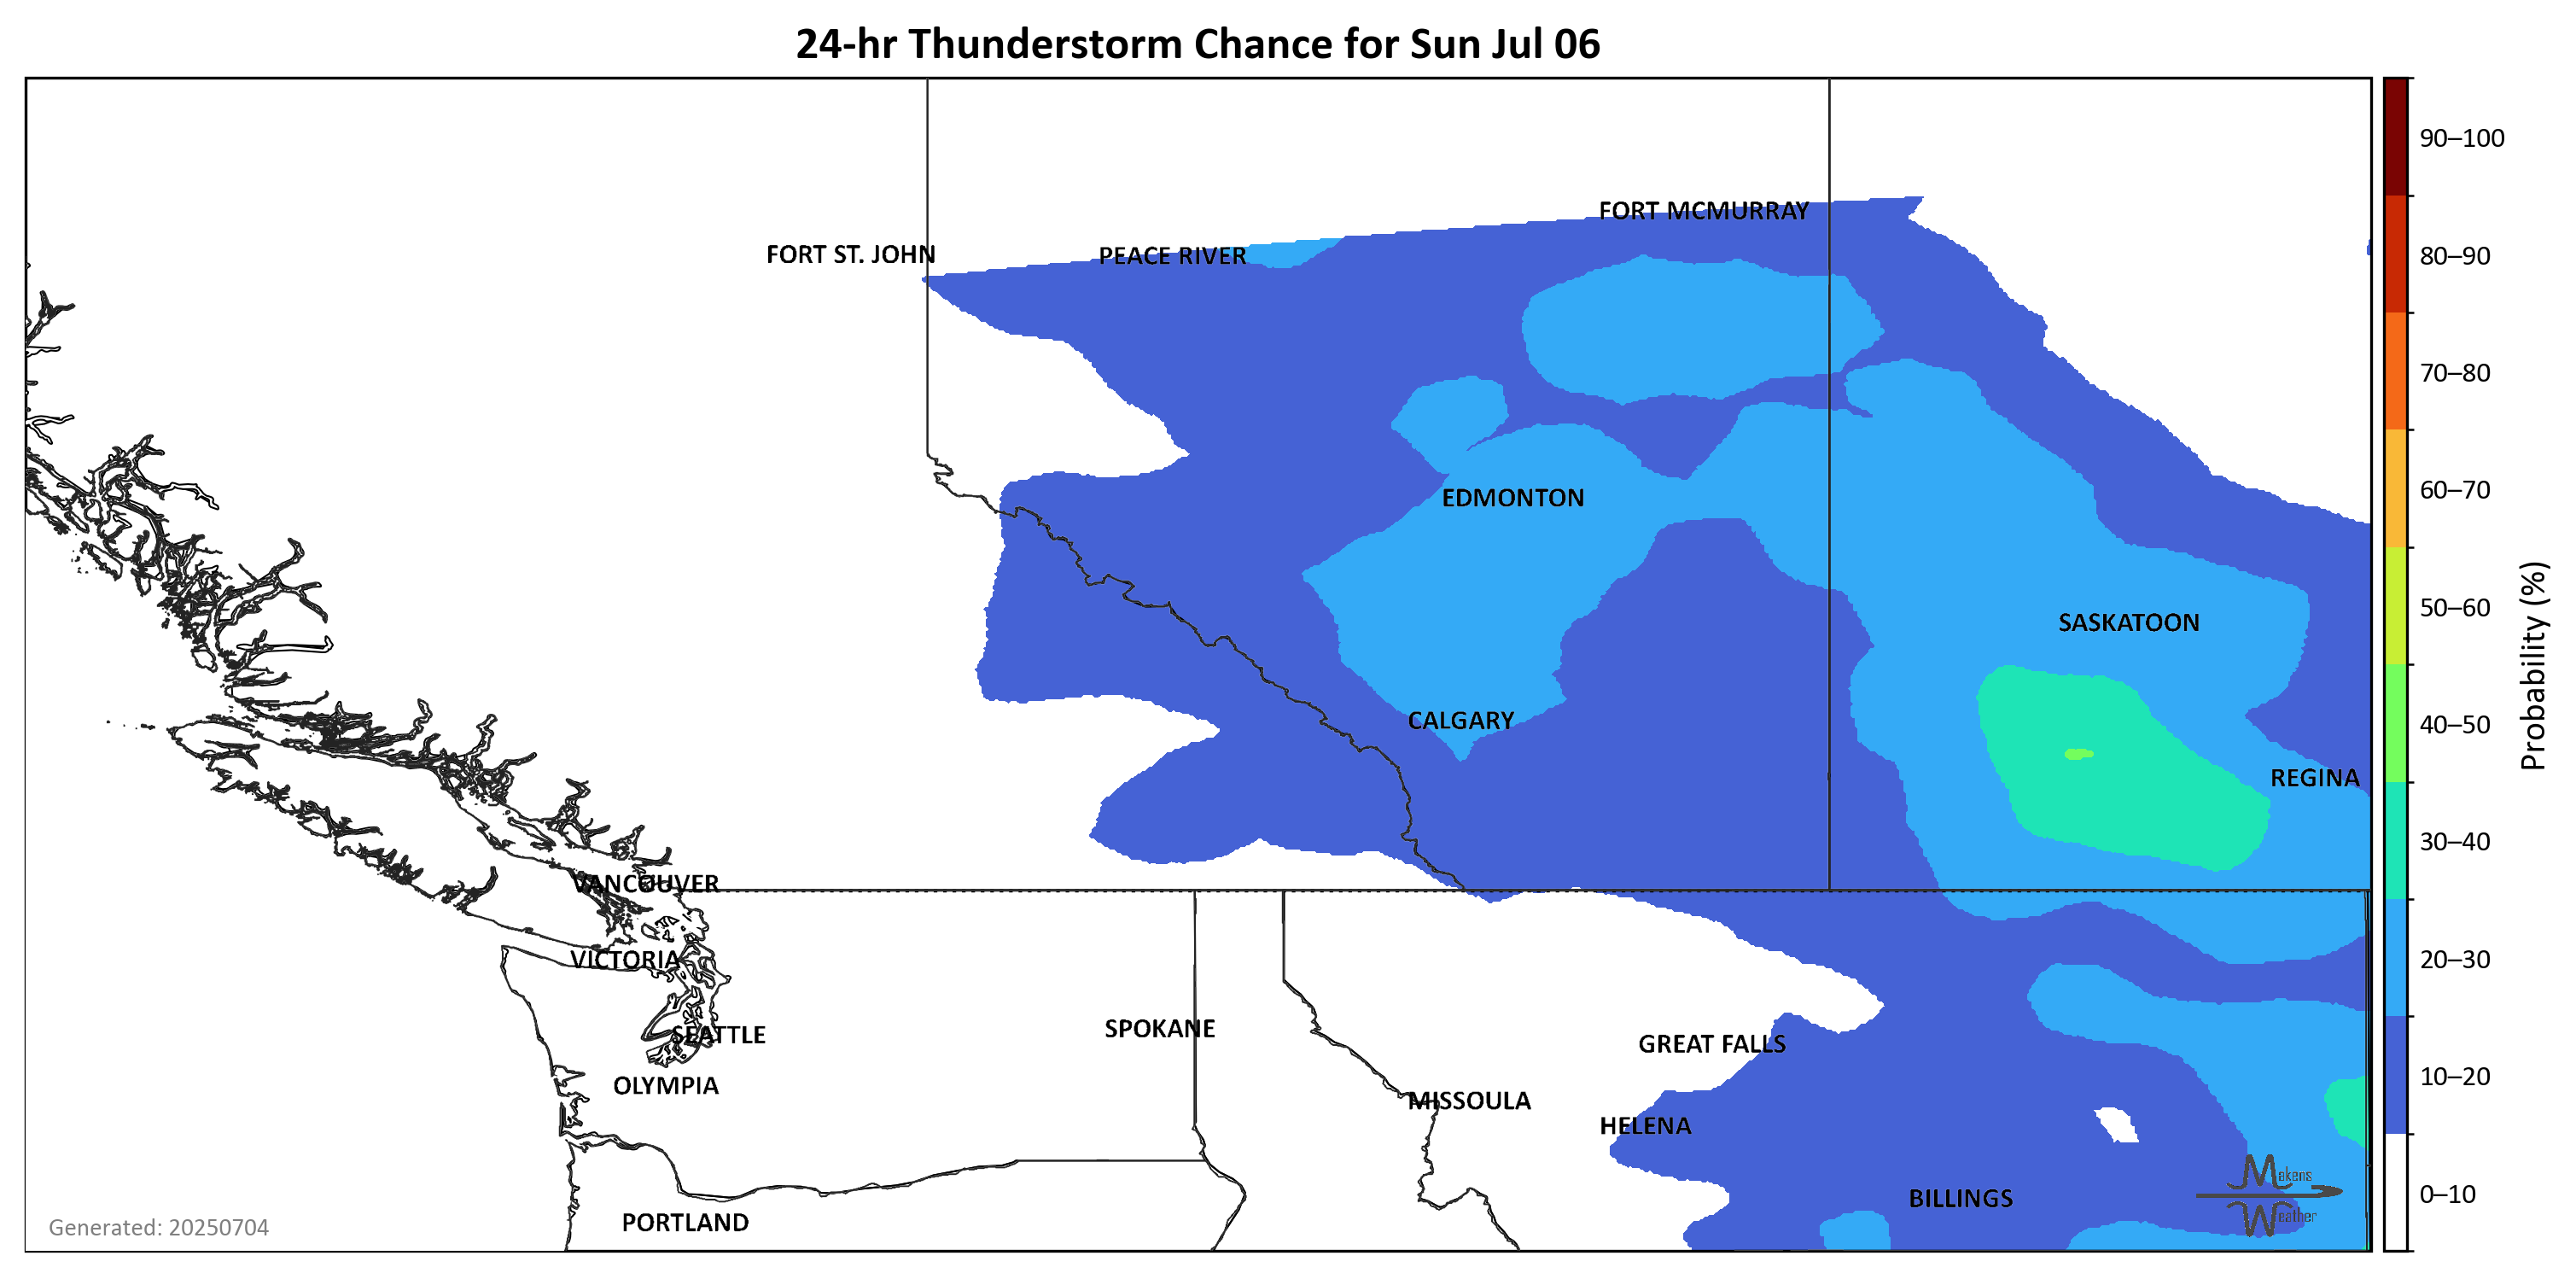 24-hr Thunderstorm Chance for Sun Jul 06
90–100
FORT MCMURRAY
FORT ST. JOHN
PEACE RIVER
80–90
70–80
60–70
EDMONTON
50–60
SASKATOON
Probability (%)
CALGARY
40–50
REGINA
30–40
VANCOUVER
VICTORIA
20–30
SEATTLE
SPOKANE
GREAT FALLS
OLYMPIA
10–20
MISSOULA
HELENA
Makens
Weather
0–10
BILLINGS
PORTLAND
Generated: 20250704